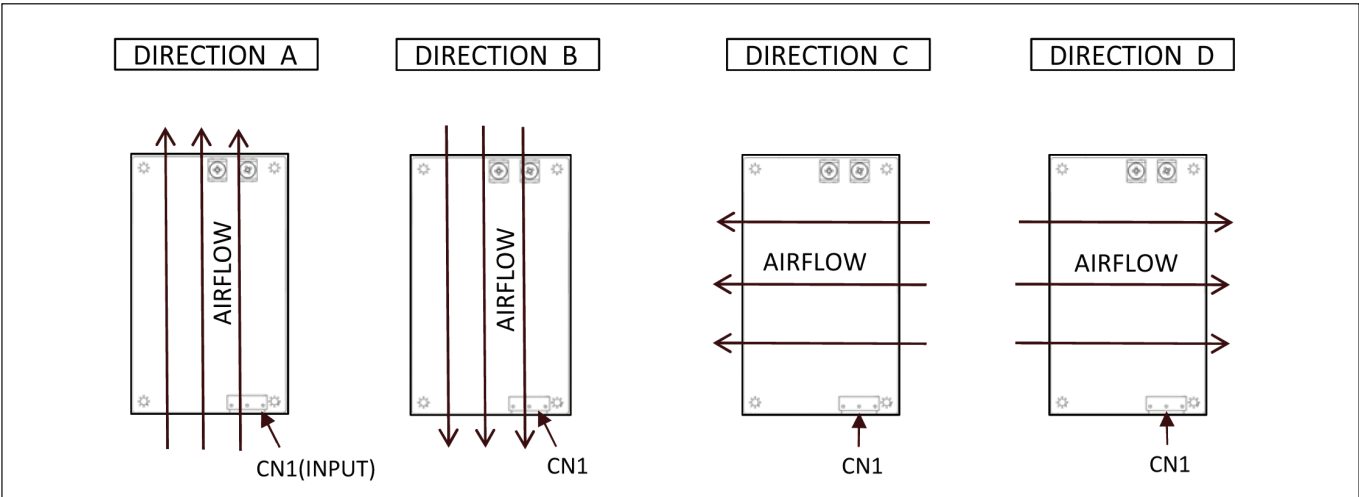 DIRECTION A
DIRECTION B
DIRECTION C
DIRECTION D
AIRFLOW
AIRFLOW
AIRFLOW
AIRFLOW
CN1(INPUT)
CN1
CN1
CN1